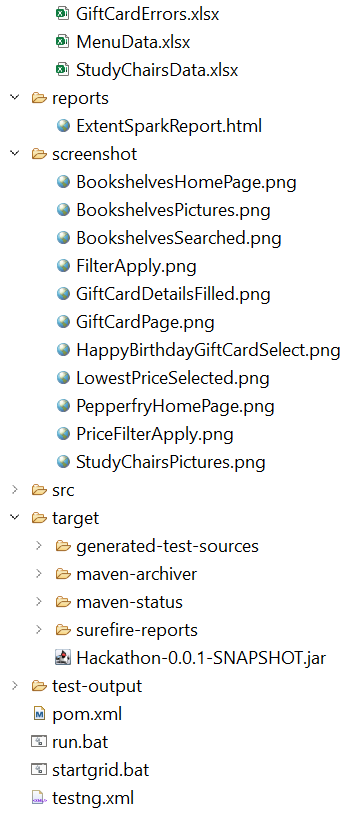 GiftCardErrors.xlsx
MenuData.xlsx
StudyChairsData.xlsx
reports
ExtentSparkReport.html
screenshot
BookshelvesHomePage.png
BookshelvesPictures.png
BookshelvesSearched.png
FilterApply.png
GiftCardDetailsFilled.png
GiftCardPage.png
HappyBirthdayGiftCardSelect.png
LowestPriceSelected.png
PepperfryHomePage.png
PriceFilterApply.png
StudyChairsPictures.png
src
target
generated-test-sources
maven-archiver
maven-status
surefire-reports
Hackathon-0.0.1-SNAPSHOT.jar
test-output
pom.xml
run.bat
startgrid.bat
testng.xml